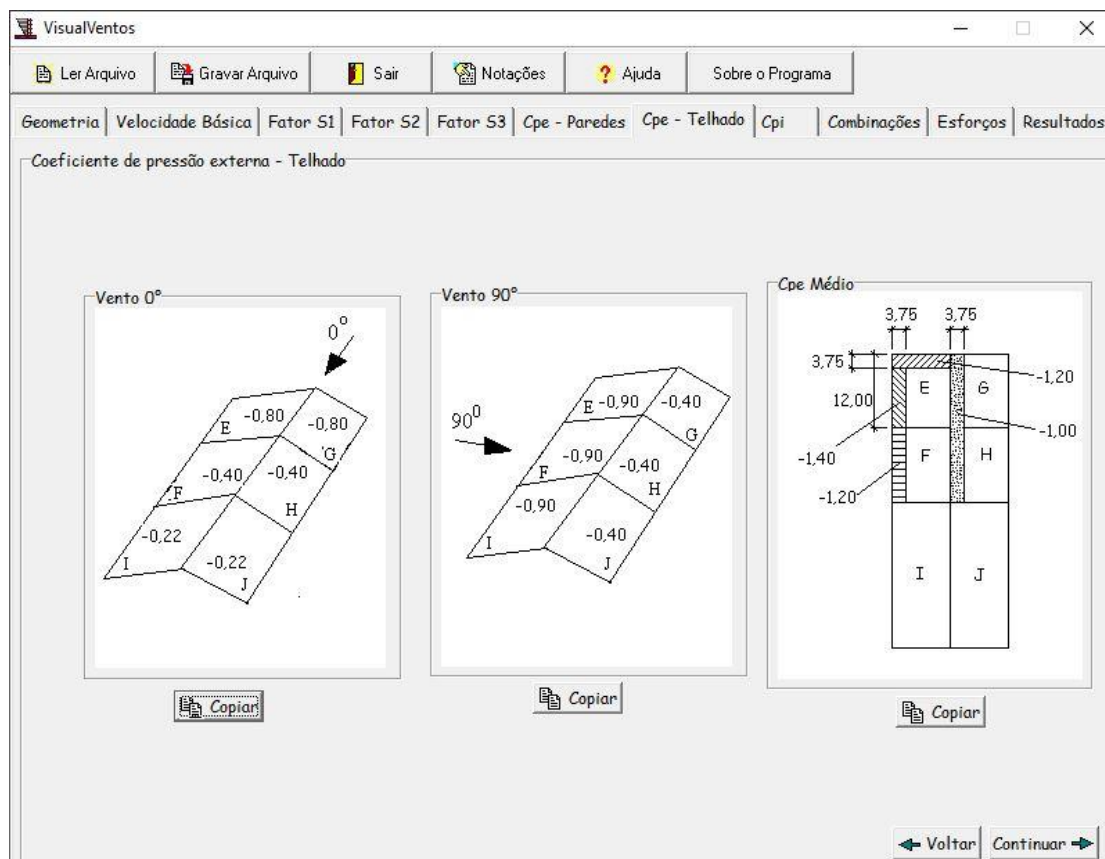 VisualVentos
Ler Arquivo Gravar Arquivo Sair Notações Ajuda Sobre o Programa
Geometria Velocidade Básica Fator S1 Fator S2 Fator S3 Cpe - Paredes Cpe - Telhado Cpi Combinações Esforços Resultados
Coeficiente de pressão externa - Telhado
Vento 0°
0°
-0,80
-0,80
E
G
-0,40
-0,40
F
H
-0,22
-0,22
I
J
Copiar
Vento 90°
90°
E
-0,90
-0,40
G
F
-0,90
-0,40
H
-0,90
-0,40
I
J
Copiar
Cpe Médio
3,75 3,75
3,75
12,00
E
G
-1,20
-1,00
-1,40
F
H
-1,20
I
J
Copiar
Voltar Continuar